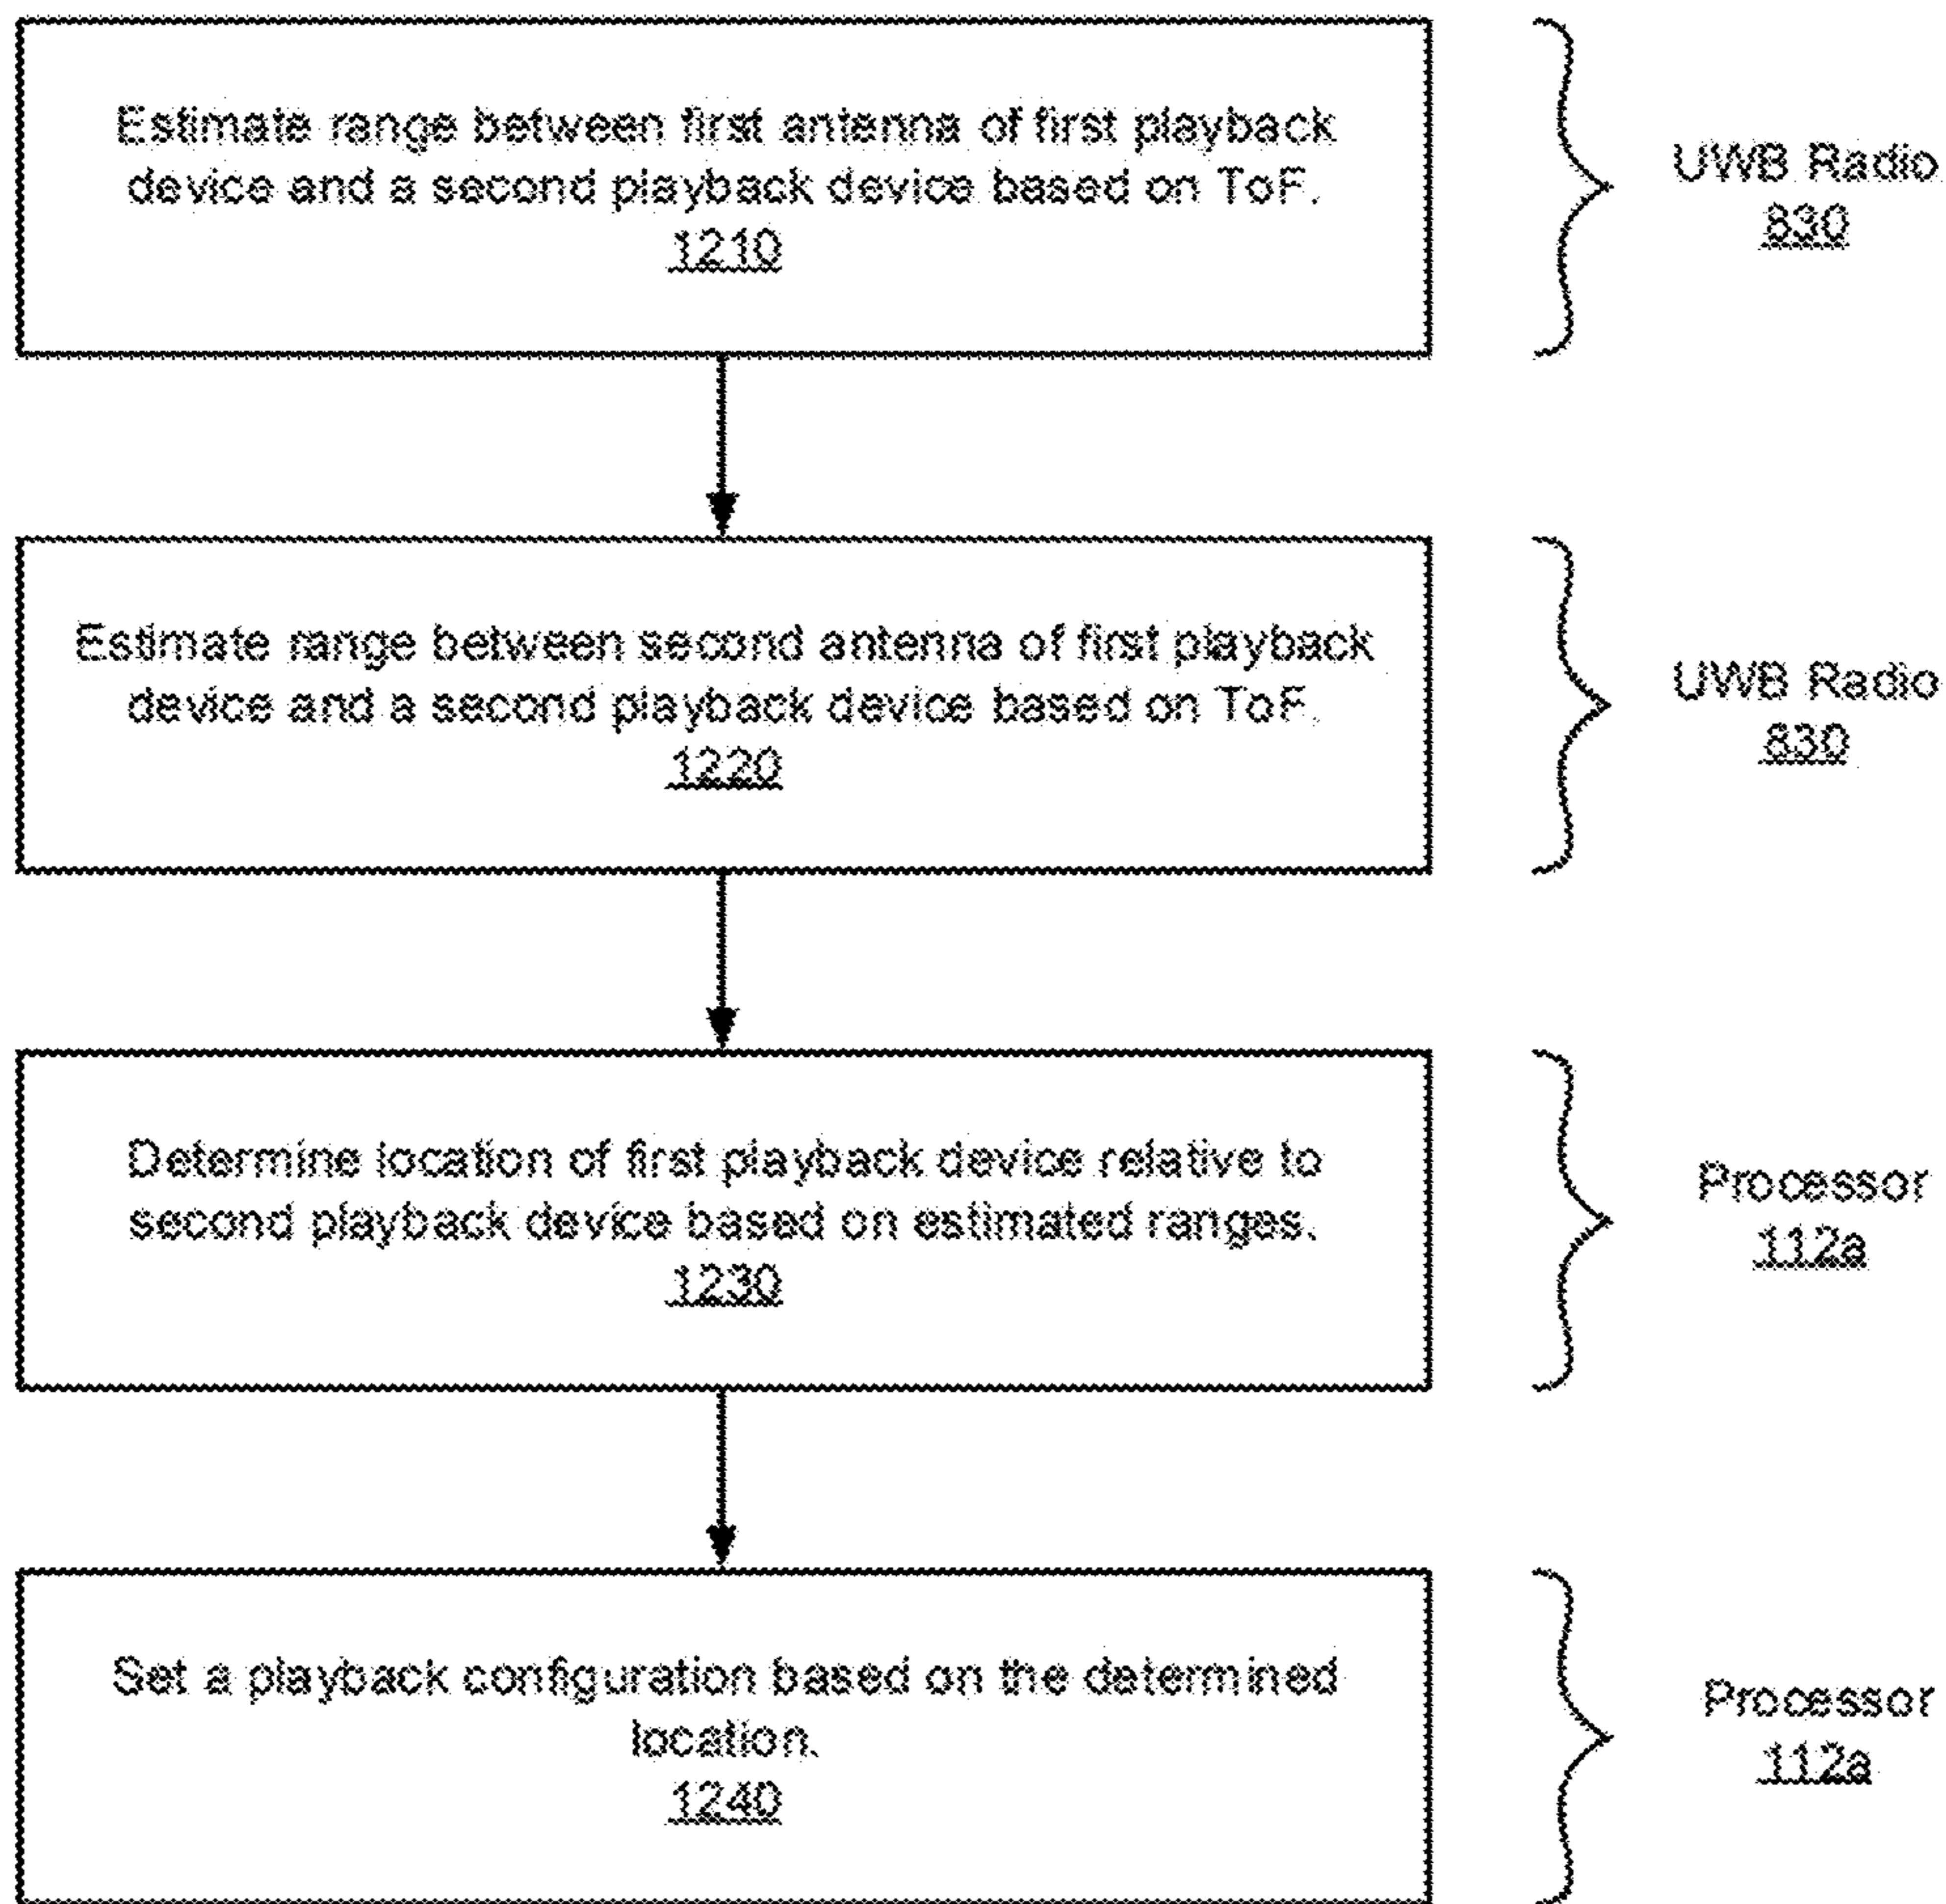 Estimate range between first antenna of first playback
device and a second playback device based on ToF.
1210
UWB Radio
830
Estimate range between second antenna of first playback
device and a second playback device based on ToF.
1220
UWB Radio
830
Determine location of first playback device relative to
second playback device based on estimated ranges.
1230
Processor
112a
Set a playback configuration based on the determined
location.
1240
Processor
112a